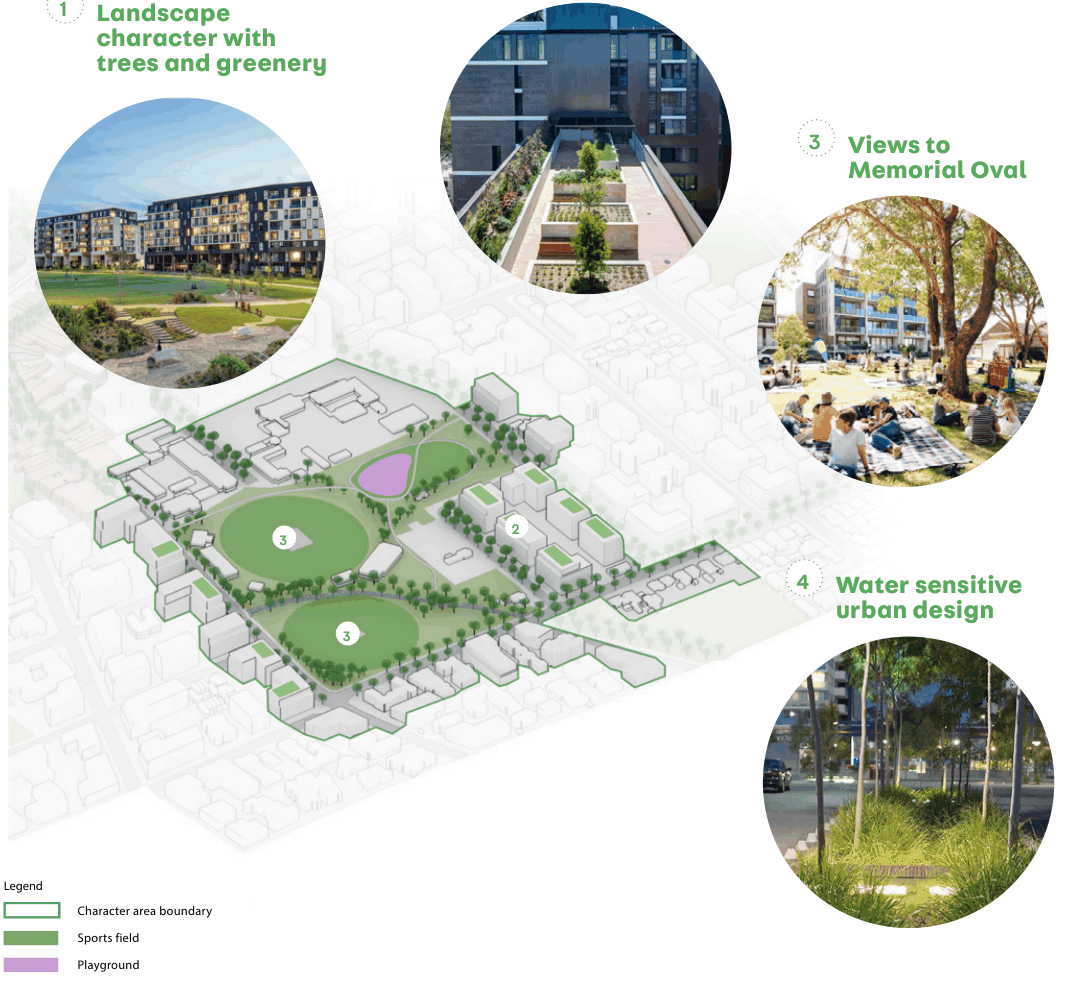 1
Landscape
character with
trees and greenery
3
Views to
Memorial Oval
2
3
3
4
Water sensitive
urban design
Legend
Character area boundary
Sports field
Playground